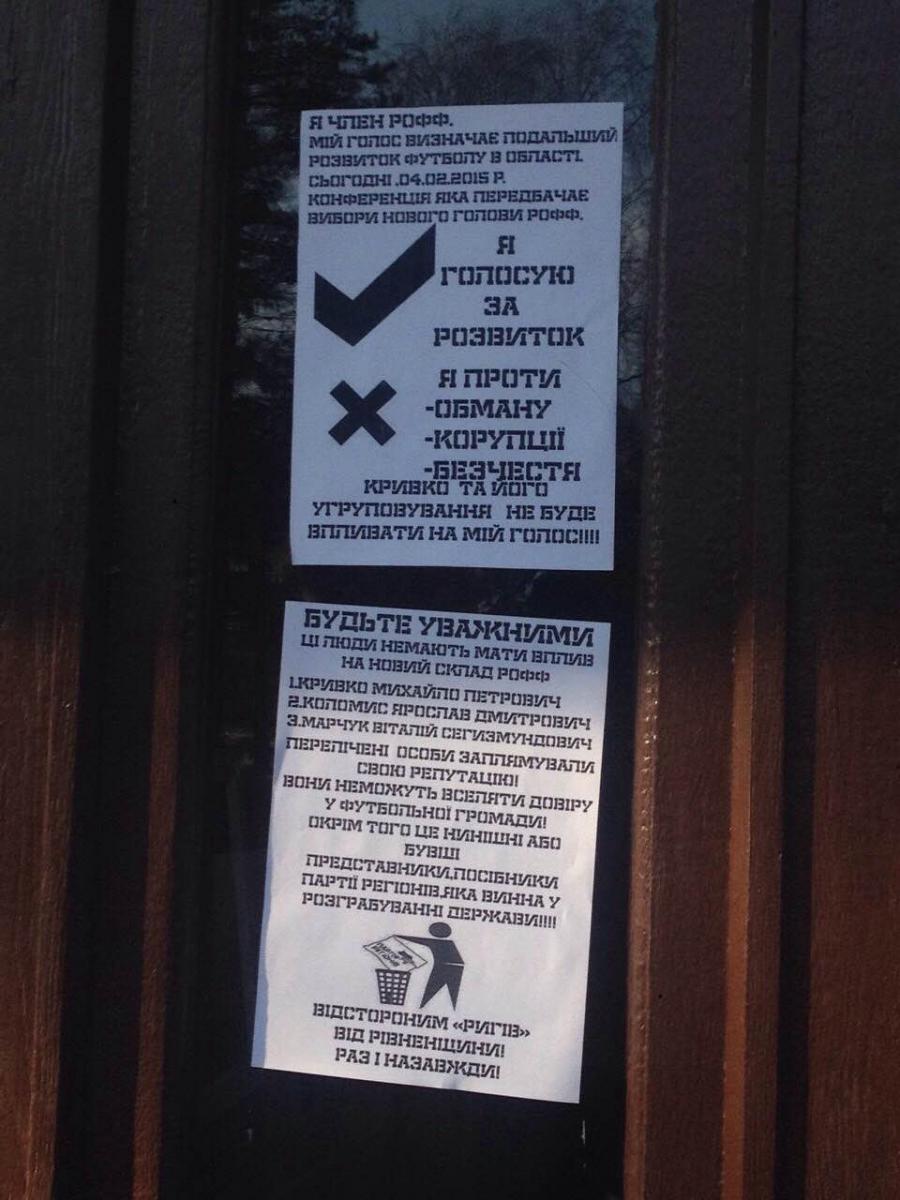 Я ЧЛЕН РОФФ.
МІЙ ГОЛОС ВИЗНАЧАЄ ПОДАЛЬШИЙ
РОЗВИТОК ФУТБОЛУ В ОБЛАСТІ.
СЬОГОДНІ .04.02.2015 Р.
КОНФЕРЕНЦІЯ ЯКА ПЕРЕДБАЧАЄ
ВИБОРИ НОВОГО ГОЛОВИ РОФФ.
Я
ГОЛОСУЮ
ЗА
РОЗВИТОК
Я ПРОТИ
-ОБМАНУ
-КОРУПЦІЇ
-БЕЗЧЕСТЯ
КРИВКО ТА ЙОГО
УГРУПОВУВАННЯ НЕ БУДЕ
ВПЛИВАТИ НА МІЙ ГОЛОС!!!!
БУДЬТЕ УВАЖНИМИ
ЦІ ЛЮДИ НЕМАЮТЬ МАТИ ВПЛИВ
НА НОВИЙ СКЛАД РОФФ
1.КРИВКО МИХАЙЛО ПЕТРОВИЧ
2.КОЛОМИС ЯРОСЛАВ ДМИТРОВИЧ
3.МАРЧУК ВІТАЛІЙ СЕГИЗМУНДОВИЧ
ПЕРЕЛІЧЕНІ ОСОБИ ЗАПЛЯМУВАЛИ
СВОЮ РЕПУТАЦІЮ!
ВОНИ НЕМОЖУТЬ ВСЕЛЯТИ ДОВІРУ
У ФУТБОЛЬНОЇ ГРОМАДИ!
ОКРІМ ТОГО ЦЕ НИНІШНІ АБО
БУВШІ
ПРЕДСТАВНИКИ,ПОСІБНИКИ
ПАРТІЇ РЕГІОНІВ,ЯКА ВИННА У
РОЗГРАБУВАННІ ДЕРЖАВИ!!!!
ВІДСТОРОНИМ «РИГІВ»
ВІД РІВНЕНЩИНИ!
РАЗ І НАЗАВЖДИ!